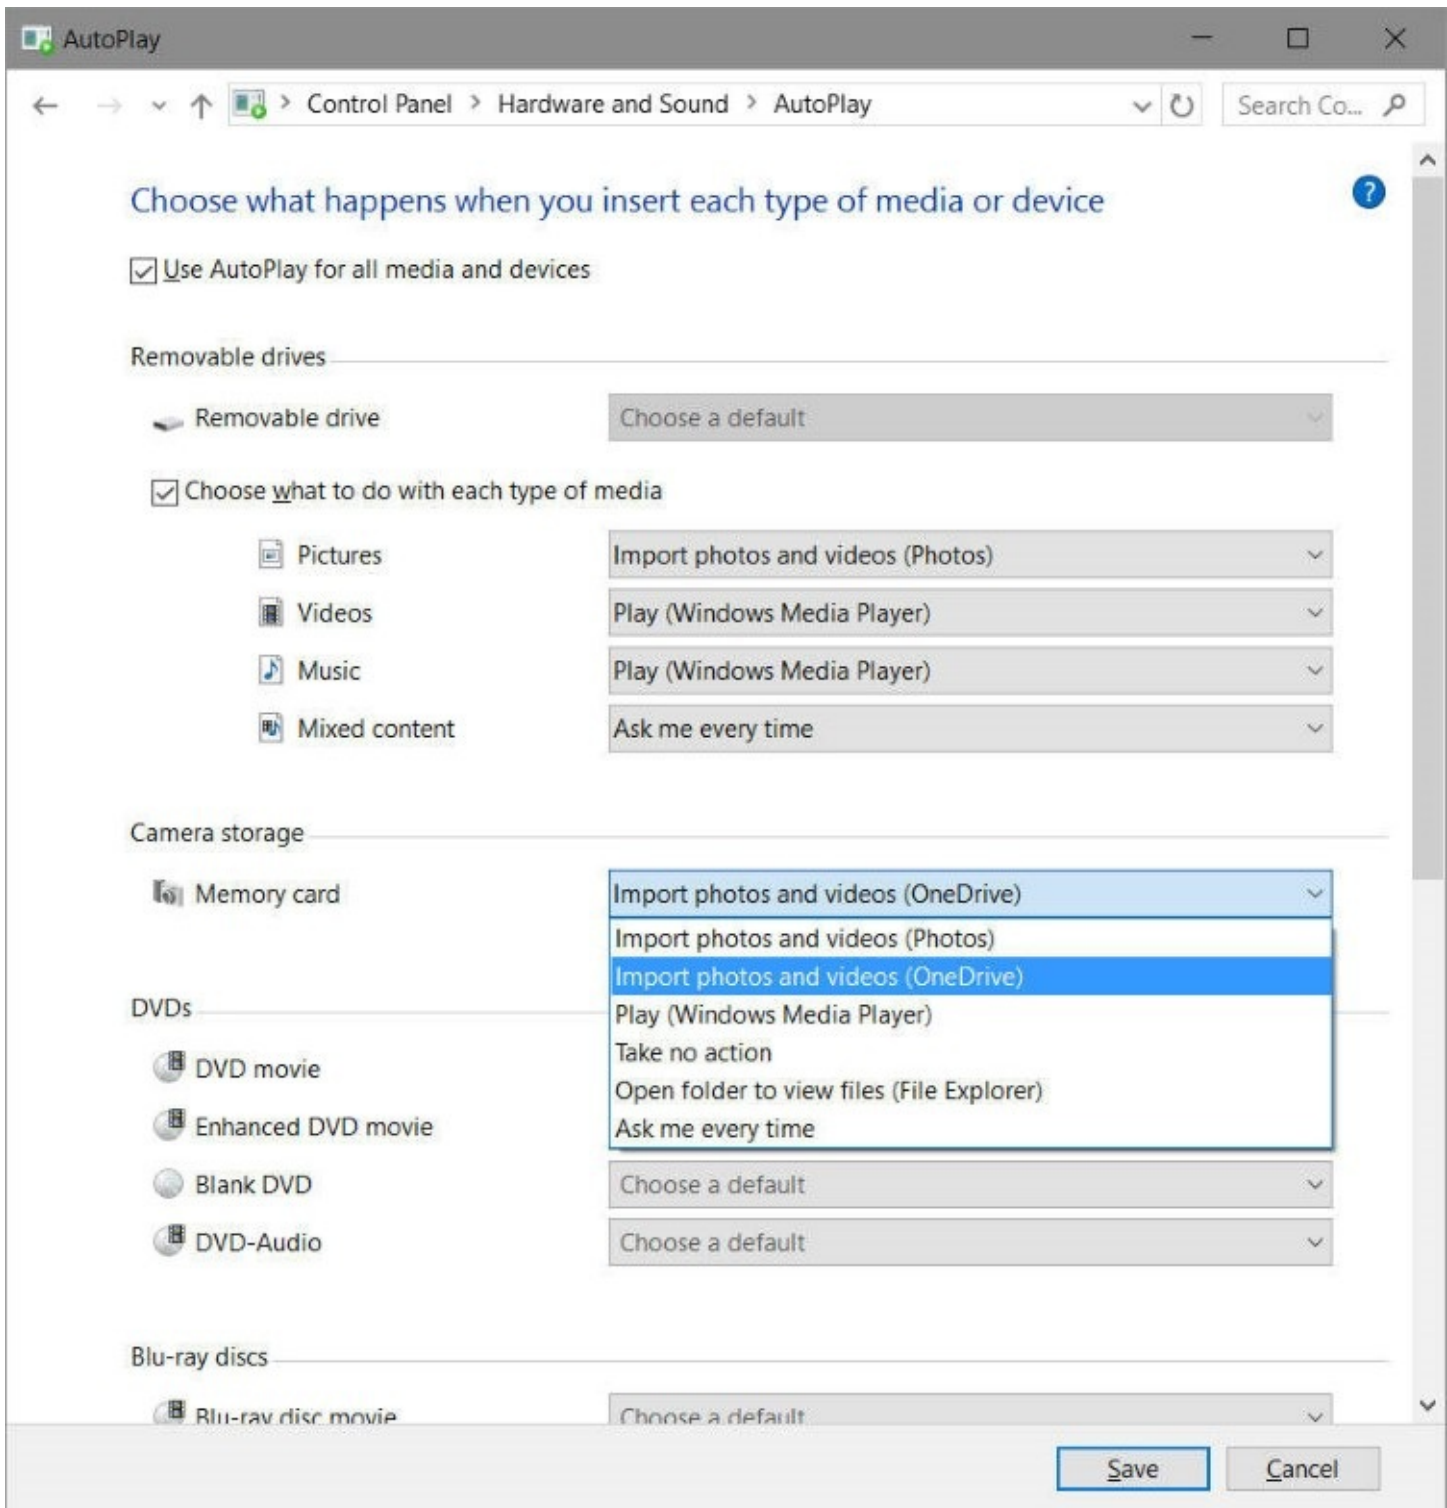 AutoPlay
Control Panel > Hardware and Sound > AutoPlay Search Co...
Choose what happens when you insert each type of media or device ?
Use AutoPlay for all media and devices
Removable drives
Removable drive Choose a default
Choose what to do with each type of media
Pictures Import photos and videos (Photos)
Videos Play (Windows Media Player)
Music Play (Windows Media Player)
Mixed content Ask me every time
Camera storage
Memory card Import photos and videos (OneDrive)
Import photos and videos (Photos)
Import photos and videos (OneDrive)
DVDs Play (Windows Media Player)
Take no action
DVD movie Open folder to view files (File Explorer)
Enhanced DVD movie Ask me every time
Blank DVD Choose a default
DVD-Audio Choose a default
Blu-ray discs
Blu-ray disc movie Choose a default
Save Cancel